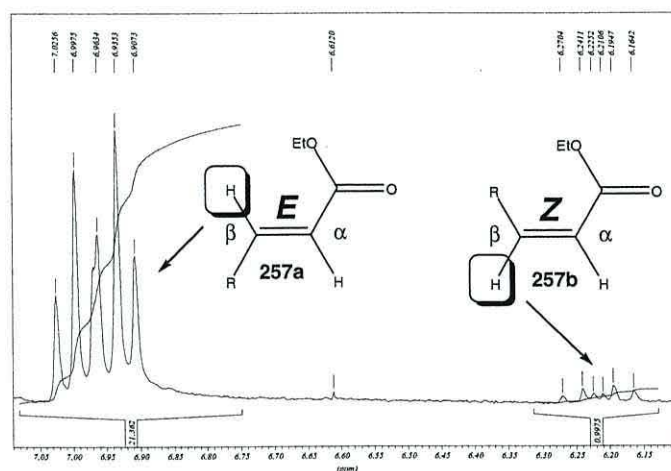 7.0256 6.9975 6.9634 6.9353 6.9073 6.6120 6.2704 6.2411 6.2252 6.2106 6.1947 6.1642
EtO
O
H
E
β
α
R
257a
H
EtO
O
R
Z
β
α
H
257b
H
21.362
0.9975
7,05 7.00 6.95 6.90 6.85 6.80 6.75 6.70 6.65 6.60 6.55 6.50 6.45 6.40 6.35 6.30 6.25 6.20 6.15
(ppm)